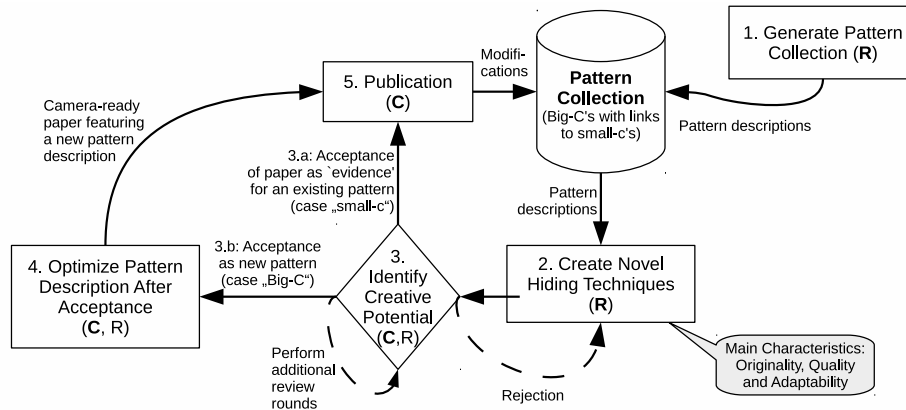 1. Generate Pattern
Collection (R)
Pattern descriptions
Pattern
Collection
(Big-C's with links
to small-c's)
Modifi-
cations
5. Publication
(C)
Camera-ready
paper featuring
a new pattern
description
3.a: Acceptance
of paper as `evidence'
for an existing pattern
(case „small-c“)
Pattern
descriptions
2. Create Novel
Hiding Techniques
(R)
Main Characteristics:
Originality, Quality
and Adaptability
3.
Identify
Creative
Potential
(C,R)
Rejection
Perform
additional
review
rounds
3.b: Acceptance
as new pattern
(case „Big-C“)
4. Optimize Pattern
Description After
Acceptance
(C, R)